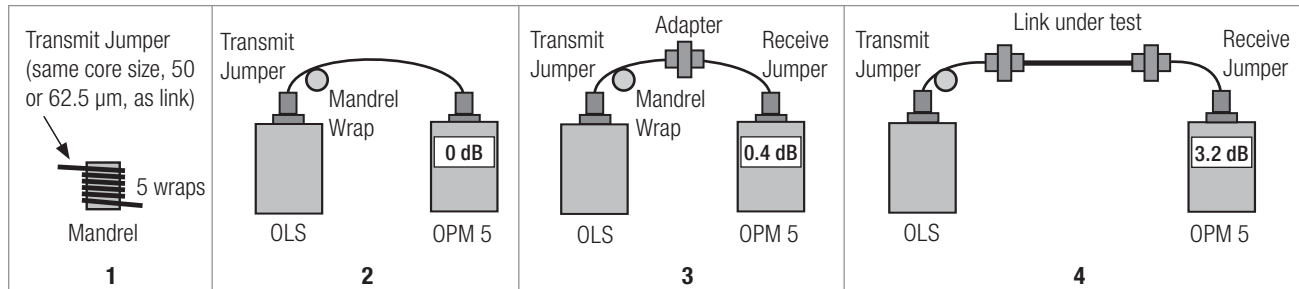 Transmit Jumper
(same core size, 50
or 62.5 µm, as link)
5 wraps
Mandrel
1
Transmit
Jumper
Mandrel
Wrap
0 dB
OLS
OPM 5
2
Transmit
Jumper
Adapter
Receive
Jumper
Mandrel
Wrap
0.4 dB
OLS
OPM 5
3
Transmit
Jumper
Link under test
Receive
Jumper
3.2 dB
OLS
OPM 5
4